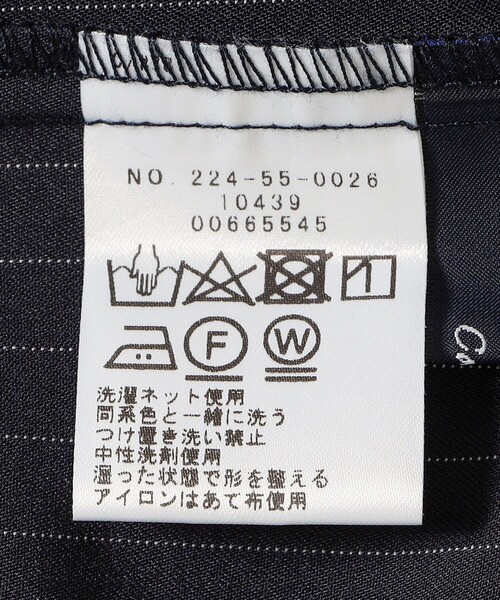 NO. 224-55-0026
10439
00665545
F
W
洗濯ネット使用
同系色と一緒に洗う
つけ置き洗い禁止
中性洗剤使用
湿った状態で形を整える
アイロンはあて布使用